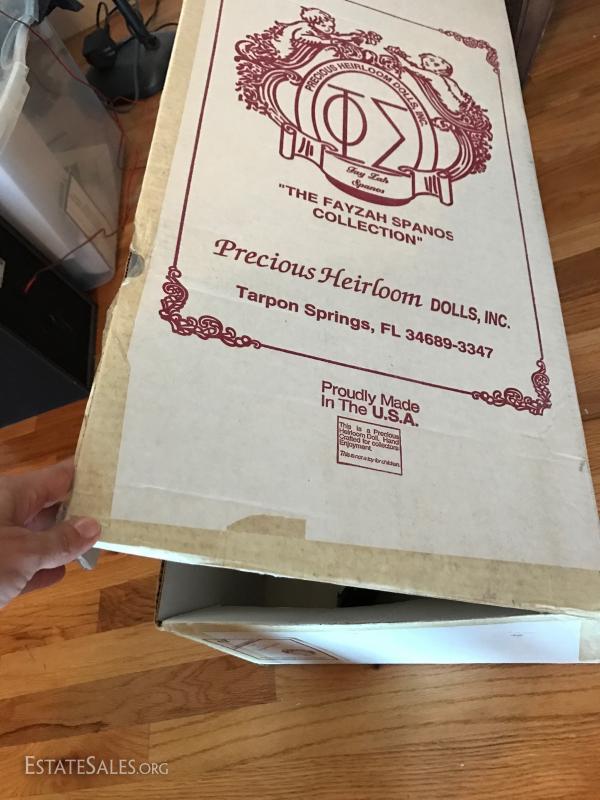 PRECIOUS HEIRLOOM DOLLS, INC.
ΦΣ
Fay Zah
Spanos
"THE FAYZAH SPANOS
COLLECTION"
Precious Heirloom DOLLS, INC.
Tarpon Springs, FL 34689-3347
Proudly Made
In The U.S.A.
This is a Precious
Heirloom Doll. Hand
Crafted for collectors
Enjoyment.
This is not a toy for children.
ESTATESALES.ORG